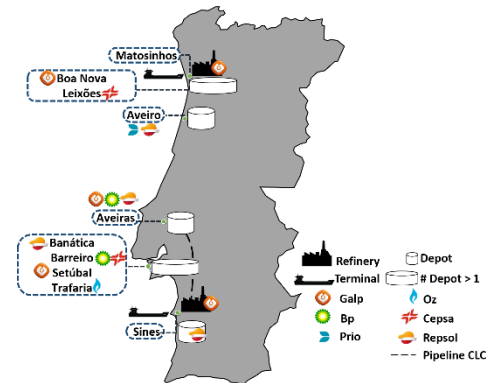 Matosinhos
Boa Nova
Leixões
Aveiro
Aveiras
Banática
Barreiro
Setúbal
Trafaria
Sines
Refinery
Depot
Terminal
# Depot > 1
Galp
Oz
Bp
Cepsa
Prio
Repsol
Pipeline CLC